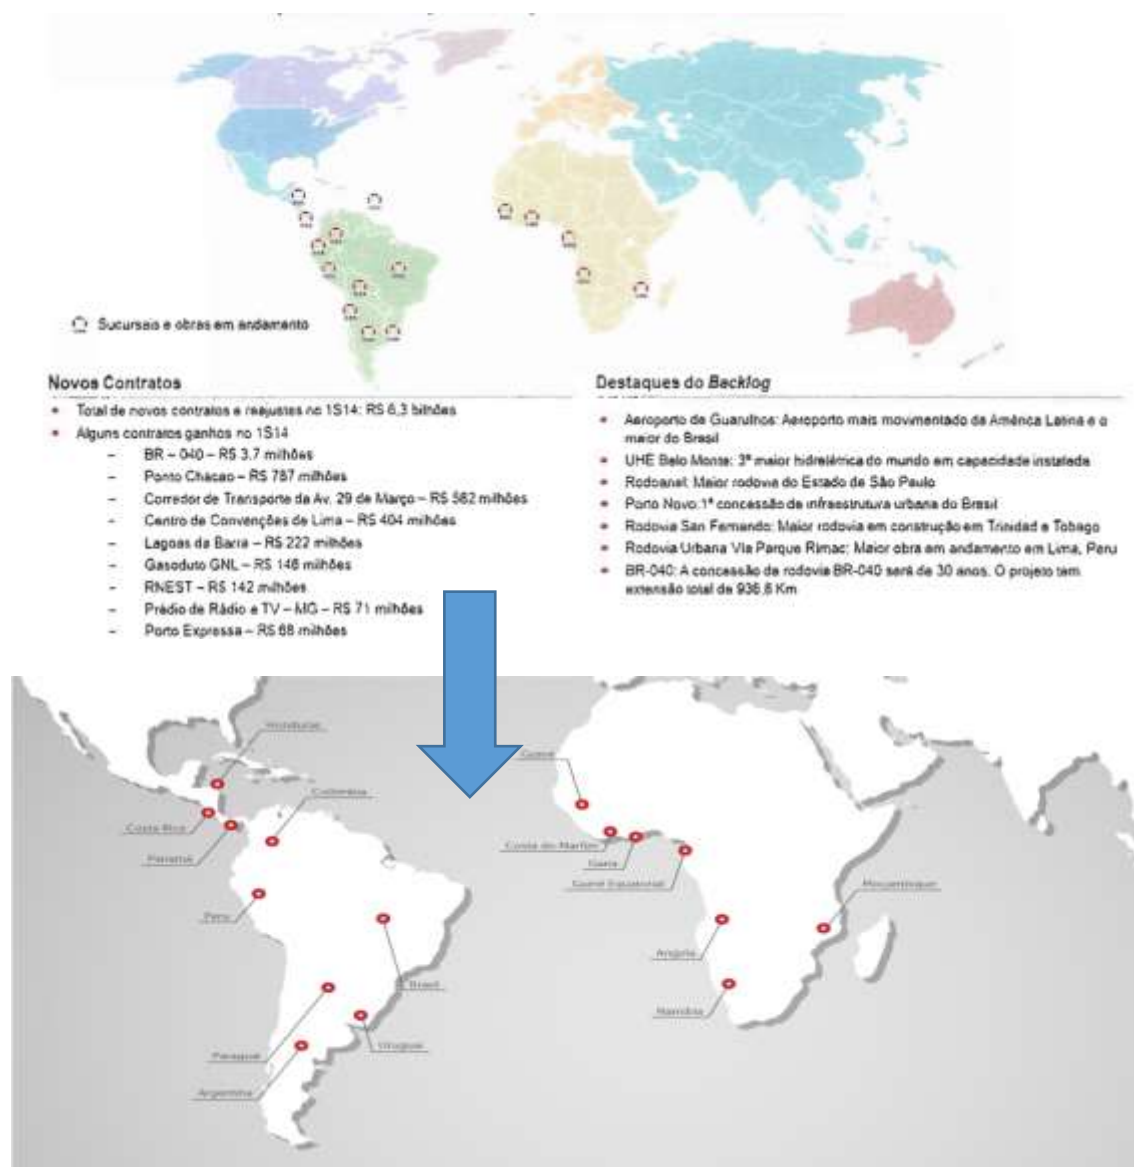 Sucursais e obras em andamento
Novos Contratos
Total de novos contratos e reajustes no 1S14: R$ 6,3 bilhões
Alguns contratos ganhos no 1S14
BR – 040 – R$ 3.7 milhões
Ponto Chacao – R$ 787 milhões
Corredor de Transporte da Av. 29 de Março – R$ 582 milhões
Centro de Convenções de Lima – R$ 404 milhões
Lagoas da Barra – R$ 222 milhões
Gasoduto GNL – R$ 146 milhões
RNEST – R$ 142 milhões
Prédio de Rádio e TV – MG – R$ 71 milhões
Porto Expressa – R$ 68 milhões
Destaques do Backlog
Aeroporto de Guarulhos: Aeroporto mais movimentado da América Latina e o
maior do Brasil
UHE Belo Monte: 3ª maior hidrelétrica do mundo em capacidade instalada
Rodoanel: Maior rodovia do Estado de São Paulo
Porto Novo: 1ª concessão de infraestrutura urbana do Brasil
Rodovia San Fernando: Maior rodovia em construção em Trinidad e Tobago
Rodovia Urbana Via Parque Rimac: Maior obra em andamento em Lima, Peru
BR-040: A concessão da rodovia BR-040 será de 30 anos. O projeto tem
extensão total de 936,8 Km
Honduras
Guiné
Colômbia
Costa Rica
Panamá
Costa do Marfim
Gana
Guiné Equatorial
Moçambique
Peru
Angola
Brasil
Namíbia
Uruguai
Paraguai
Argentina